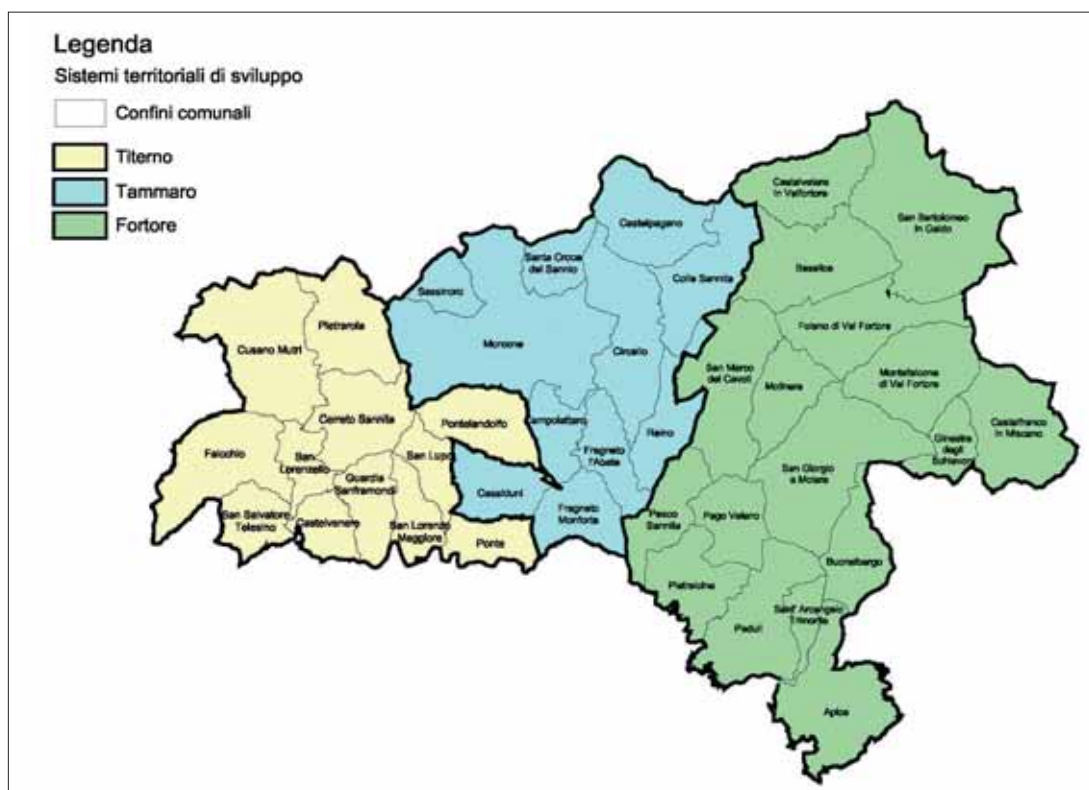 Legenda
Sistemi territoriali di sviluppo
Confini comunali
Titerno
Tammaro
Fortore
Castelvetere
in Valfortore
San Bartolomeo
in Galdo
Castelpagano
Santa Croce
del Sannio
Colle Sannita
Baselice
Sassinoro
Pietraroia
Cusano Mutri
Morcone
Circello
Foiano di Val Fortore
San Marco
dei Cavoti
Molinara
Montefalcone
di Val Fortore
Castelfranco
in Miscano
Cerreto Sannita
Pontelandolfo
Campolattaro
Reino
Fragneto
l'Abate
Ginestra
degli
Schiavoni
Faicchio
San
Lorenzello
San Lupo
Guardia
Sanframondi
San Giorgio
la Molara
Casalduni
Fragneto
Monforte
Pesco
Sannita
Pago Veiano
San Salvatore
Telesino
Castelvenere
San Lorenzo
Maggiore
Ponte
Buonalbergo
Pietrelcina
Paduli
Sant' Arcangelo
Trimonte
Apice